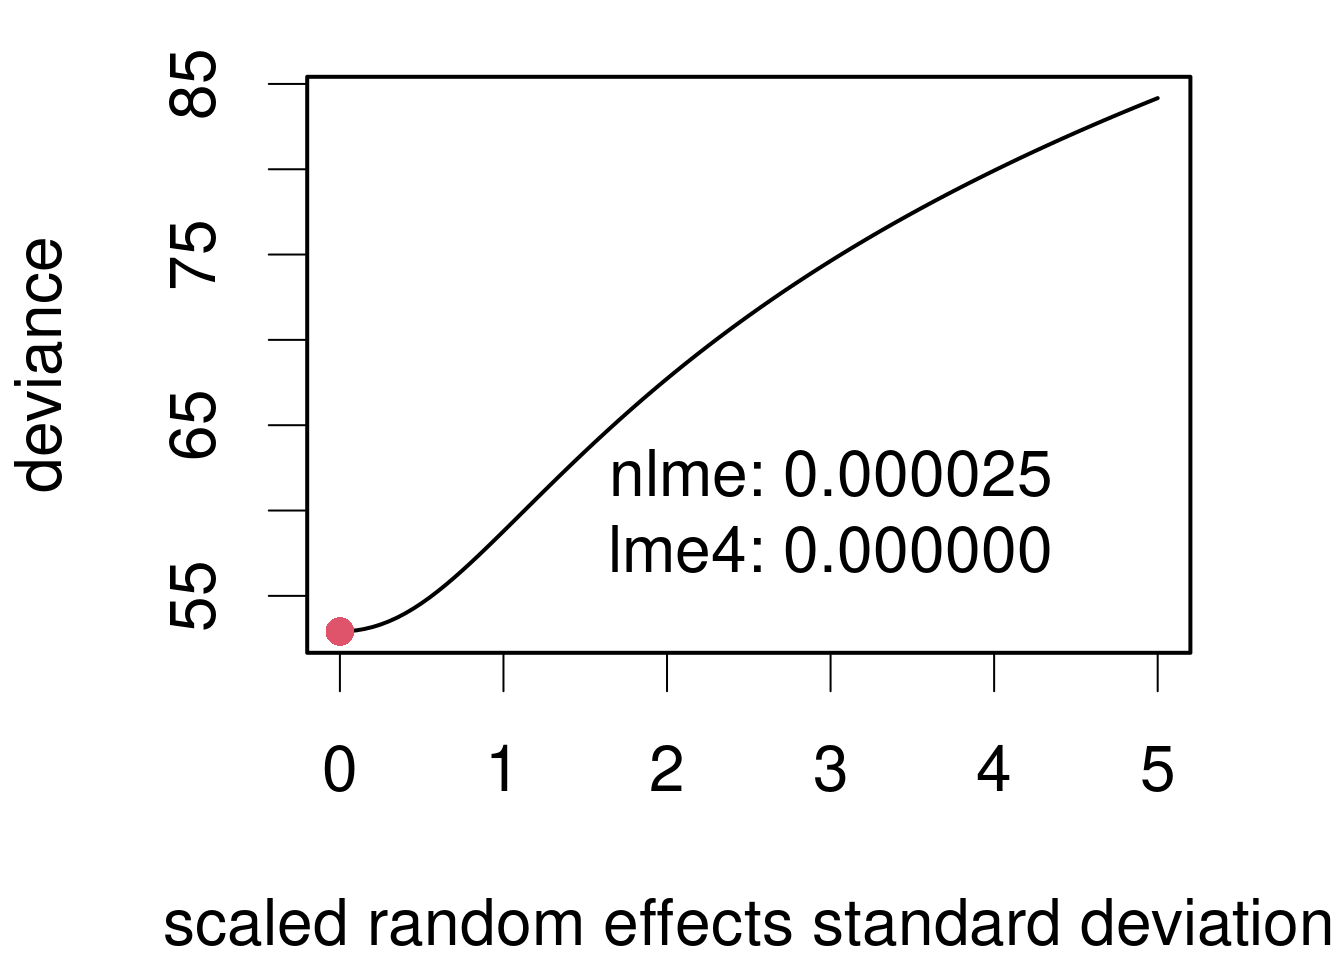 deviance
85
75
65
55
nlme: 0.000025
lme4: 0.000000
0 1 2 3 4 5
scaled random effects standard deviation